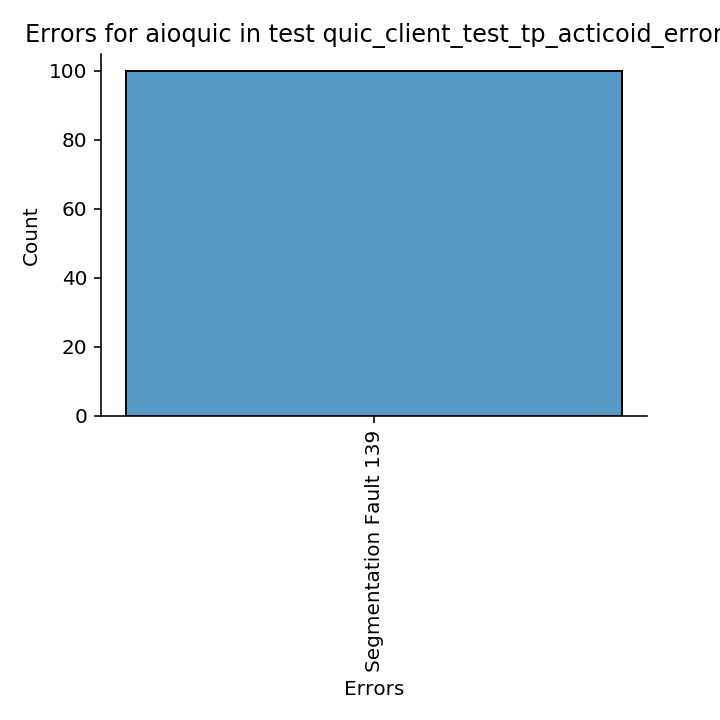 Errors for aioquic in test quic_client_test_tp_acticoid_error
100
80
60
40
20
0
Count
Segmentation Fault 139
Errors